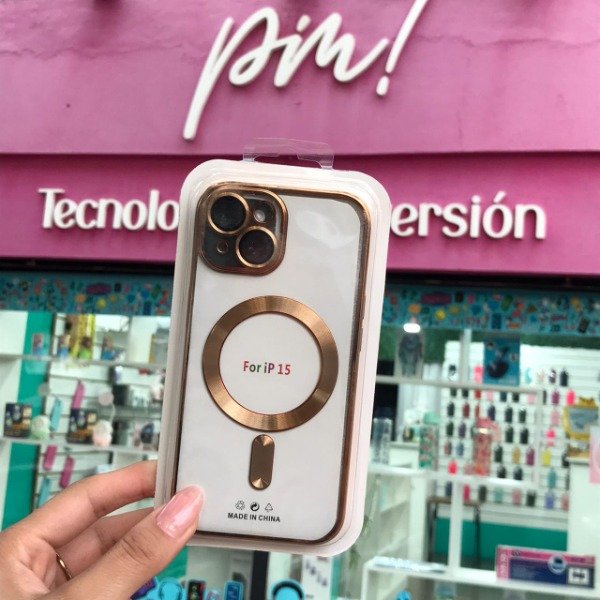 pim!
Tecnolo
ersión
For iP 15
MADE IN CHINA